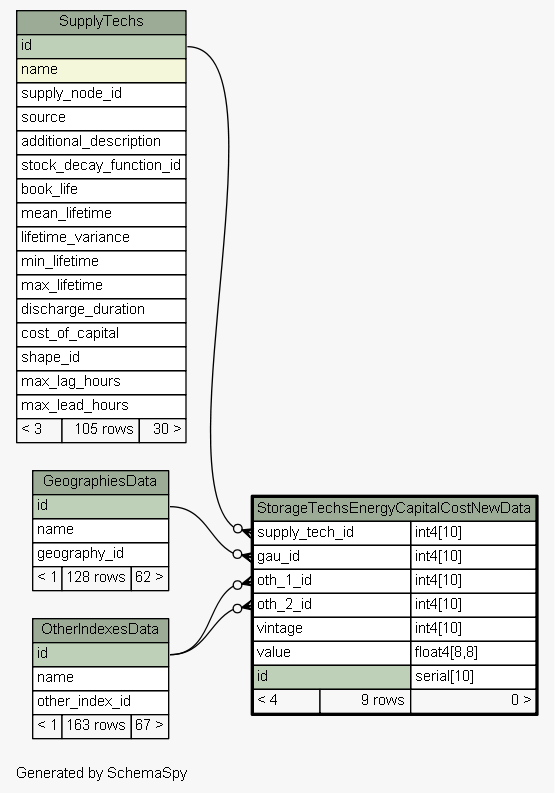 SupplyTechs
id
name
supply_node_id
source
additional_description
stock_decay_function_id
book_life
mean_lifetime
lifetime_variance
min_lifetime
max_lifetime
discharge_duration
cost_of_capital
shape_id
max_lag_hours
max_lead_hours
< 3 105 rows 30 >
GeographiesData
id
name
geography_id
< 1 128 rows 62 >
OtherIndexesData
id
name
other_index_id
< 1 163 rows 67 >
StorageTechsEnergyCapitalCostNewData
supply_tech_id int4[10]
gau_id int4[10]
oth_1_id int4[10]
oth_2_id int4[10]
vintage int4[10]
value float4[8,8]
id serial[10]
< 4 9 rows 0 >
Generated by SchemaSpy